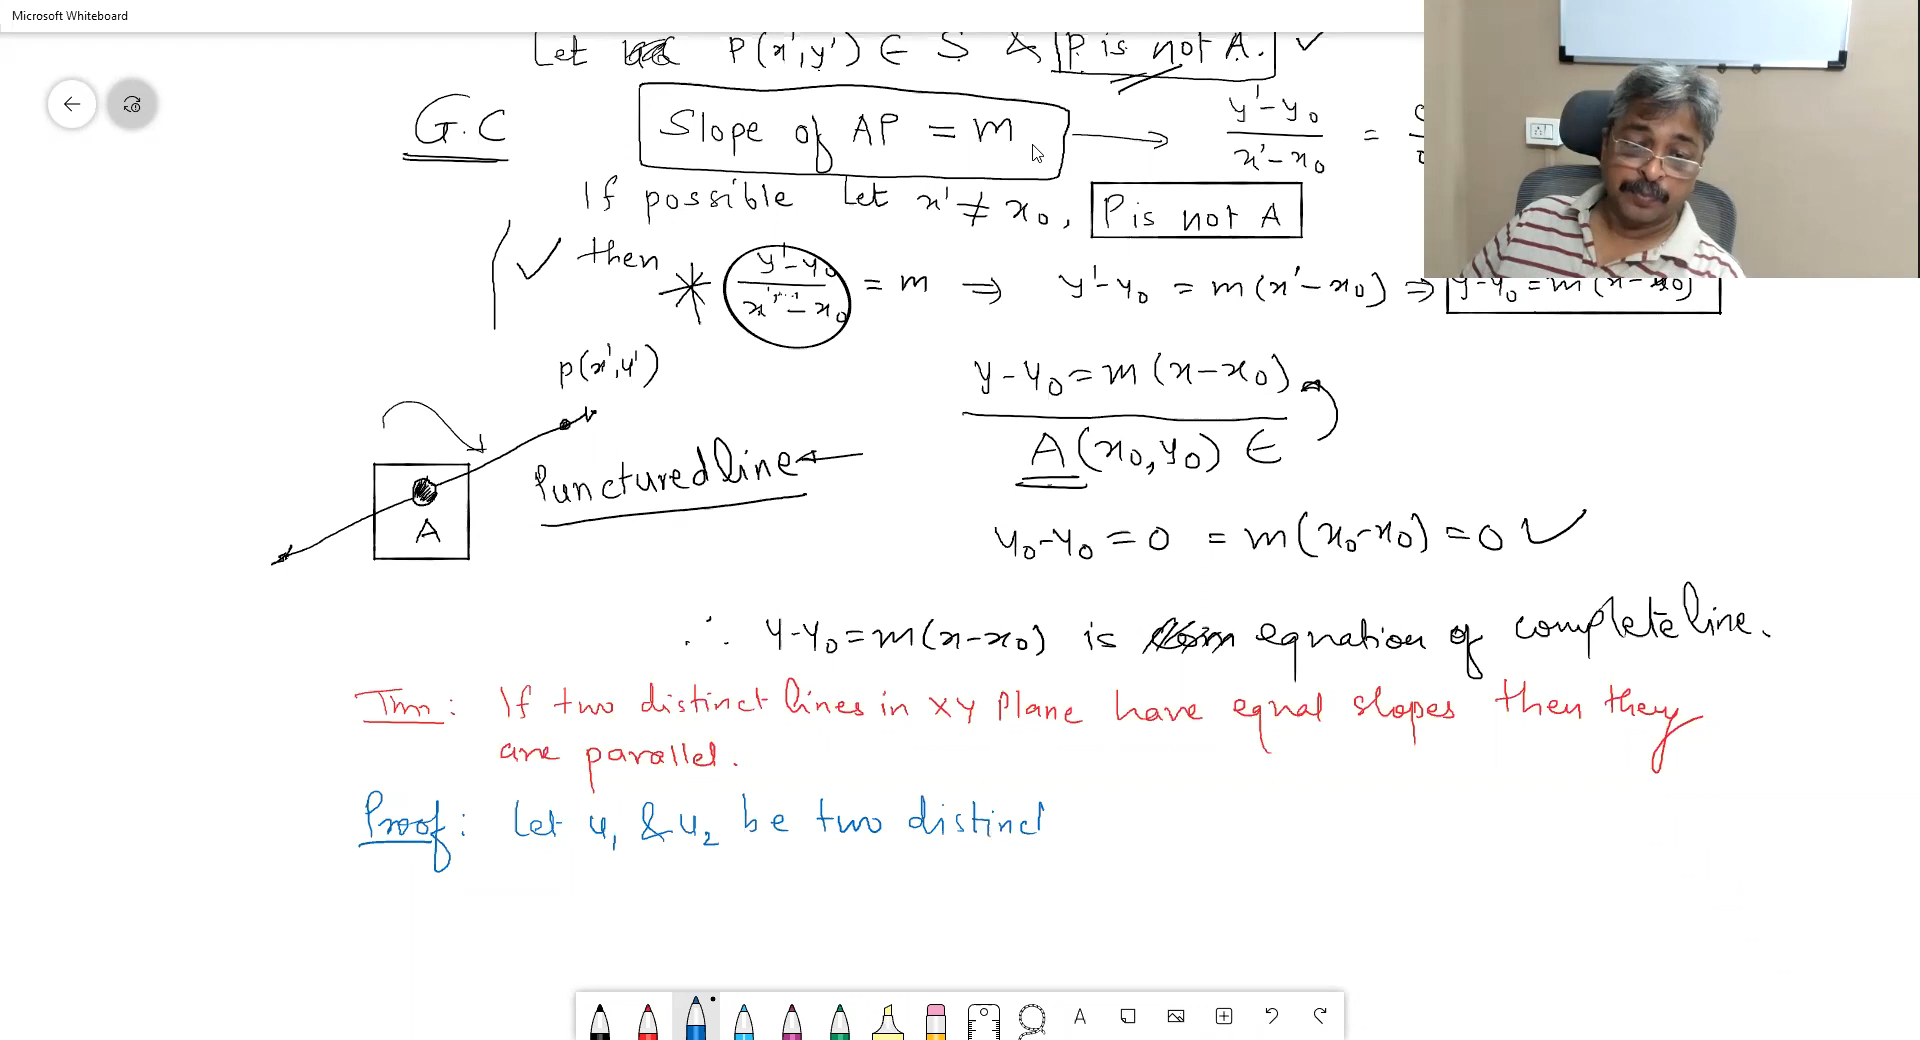 Microsoft Whiteboard
Let P(x',y') ∈ S & P is not A. ✓
G.C Slope of AP = m → y'-y₀/x'-x₀ =
If possible Let x' ≠ x₀, P is not A
✓ then * y'-y₀/x'-x₀ = m ⇒ y'-y₀ = m(x'-x₀) ⇒ y-y₀=m(x-x₀)
P(x',y')
y-y₀=m(x-x₀)
A(x₀,y₀) ∈
Puncturedline
A
y₀-y₀=0 = m(x₀-x₀)=0 ✓
∴ y-y₀=m(x-x₀) is equation of complete line.
Thm: If two distinct lines in XY Plane have equal slopes then they
are parallel.
Proof: Let u₁ & u₂ be two distinct
A